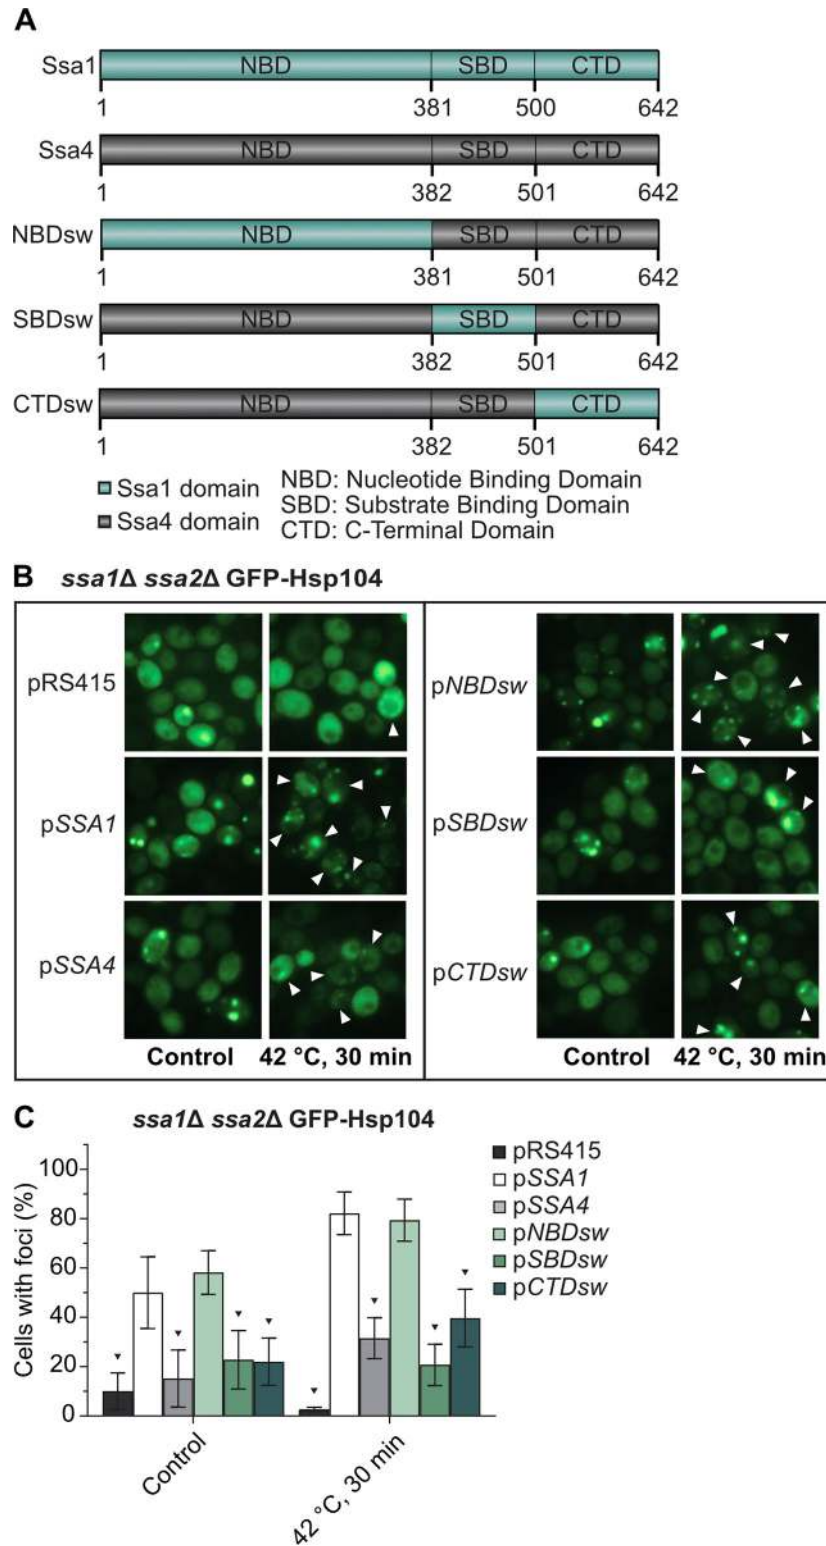 A
Ssa1 NBD SBD CTD
1 381 500 642
Ssa4 NBD SBD CTD
1 382 501 642
NBDsw NBD SBD CTD
1 381 501 642
SBDsw NBD SBD CTD
1 382 501 642
CTDsw NBD SBD CTD
1 382 501 642
Ssa1 domain
Ssa4 domain
NBD: Nucleotide Binding Domain
SBD: Substrate Binding Domain
CTD: C-Terminal Domain
B ssa1Δ ssa2Δ GFP-Hsp104
pRS415
pSSA1
pSSA4
Control 42 °C, 30 min
pNBDsw
pSBDsw
pCTDsw
Control 42 °C, 30 min
C ssa1Δ ssa2Δ GFP-Hsp104
Cells with foci (%)
100
80
60
40
20
0
Control
42 °C, 30 min
pRS415
pSSA1
pSSA4
pNBDsw
pSBDsw
pCTDsw